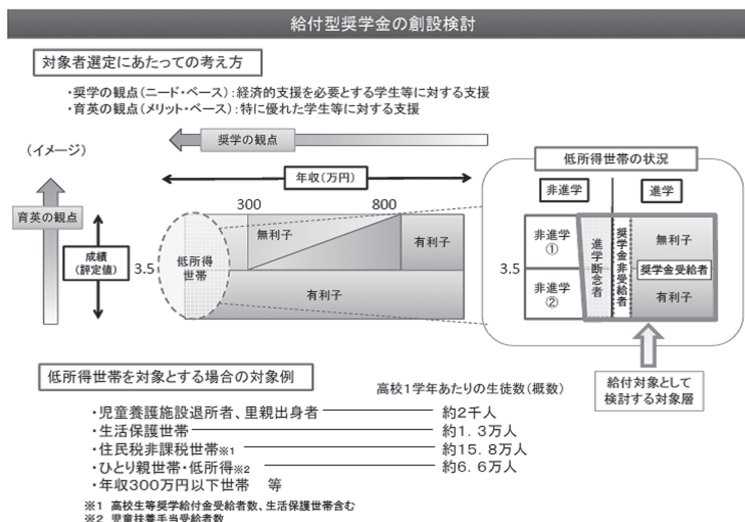 給付型奨学金の創設検討
対象者選定にあたっての考え方
・奨学の観点(ニード・ベース):経済的支援を必要とする学生等に対する支援
・育英の観点(メリット・ベース):特に優れた学生等に対する支援
(イメージ)
奨学の観点
年収(万円)
300
800
育英の観点
成績
(評定値)
3.5
低所得
世帯
無利子
有利子
有利子
低所得世帯の状況
非進学
進学
3.5
非進学
①
非進学
②
進学断念者
奨学金非受給者
無利子
奨学金受給者
有利子
給付対象として
検討する対象層
低所得世帯を対象とする場合の対象例
高校1学年あたりの生徒数(概数)
・児童養護施設退所者、里親出身者 約2千人
・生活保護世帯 約1.3万人
・住民税非課税世帯※1 約15.8万人
・ひとり親世帯・低所得※2 約6.6万人
・年収300万円以下世帯 等
※1 高校生等奨学給付金受給者数、生活保護世帯含む
※2 児童扶養手当受給者数